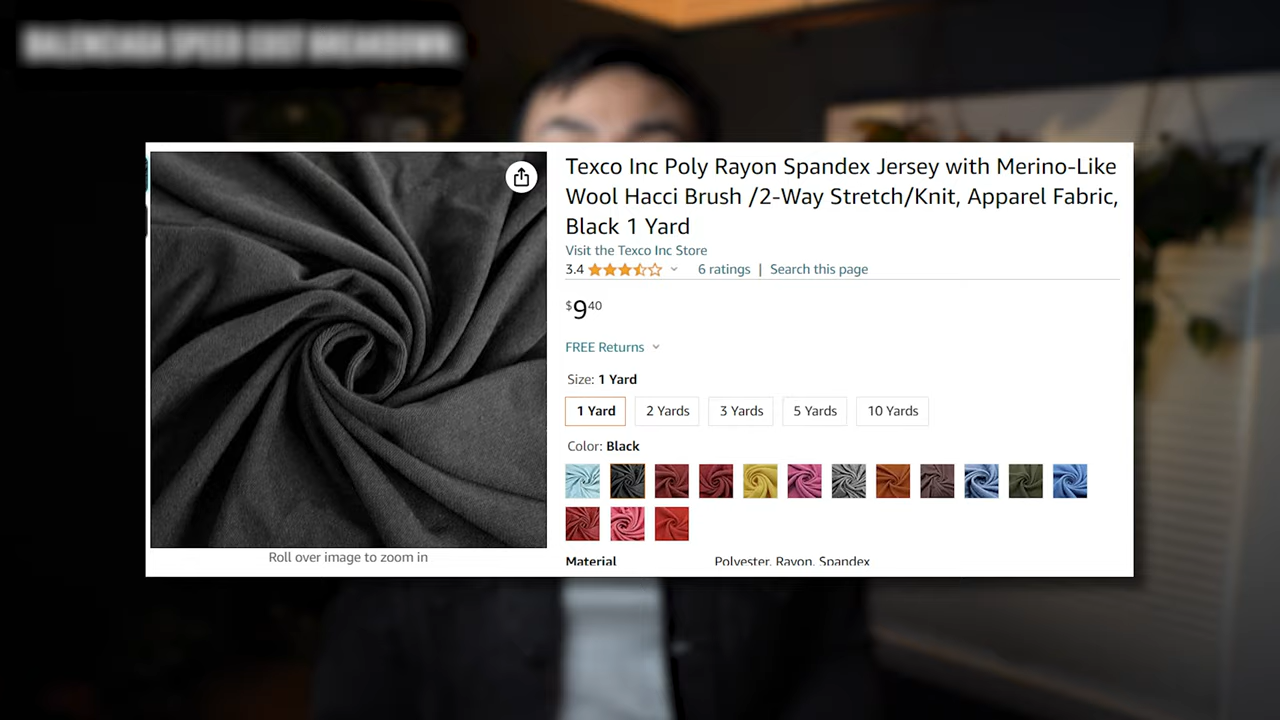 Texco Inc Poly Rayon Spandex Jersey with Merino-Like
Wool Hacci Brush /2-Way Stretch/Knit, Apparel Fabric,
Black 1 Yard
Visit the Texco Inc Store
3.4 6 ratings | Search this page
$9.40
FREE Returns
Size: 1 Yard
1 Yard 2 Yards 3 Yards 5 Yards 10 Yards
Color: Black
Material Polyester, Rayon, Spandex
Roll over image to zoom in